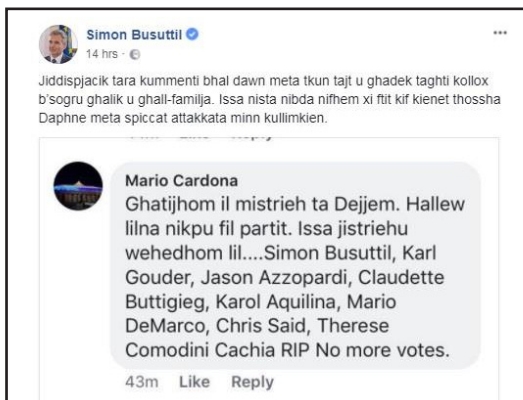 Simon Busuttil
14 hrs ·
Jiddispjacik tara kummenti bhal dawn meta tkun tajt u ghadek taghti kollox
b'sogru ghalik u ghall-familja. Issa nista nibda nifhem xi ftit kif kienet thossha
Daphne meta spiccat attakkata minn kullimkien.
Mario Cardona
Ghatijhom il mistrieh ta Dejjem. Hallew
lilna nikpu fil partit. Issa jistriehu
wehedhom lil....Simon Busuttil, Karl
Gouder, Jason Azzopardi, Claudette
Buttigieg, Karol Aquilina, Mario
DeMarco, Chris Said, Therese
Comodini Cachia RIP No more votes.
43m Like Reply